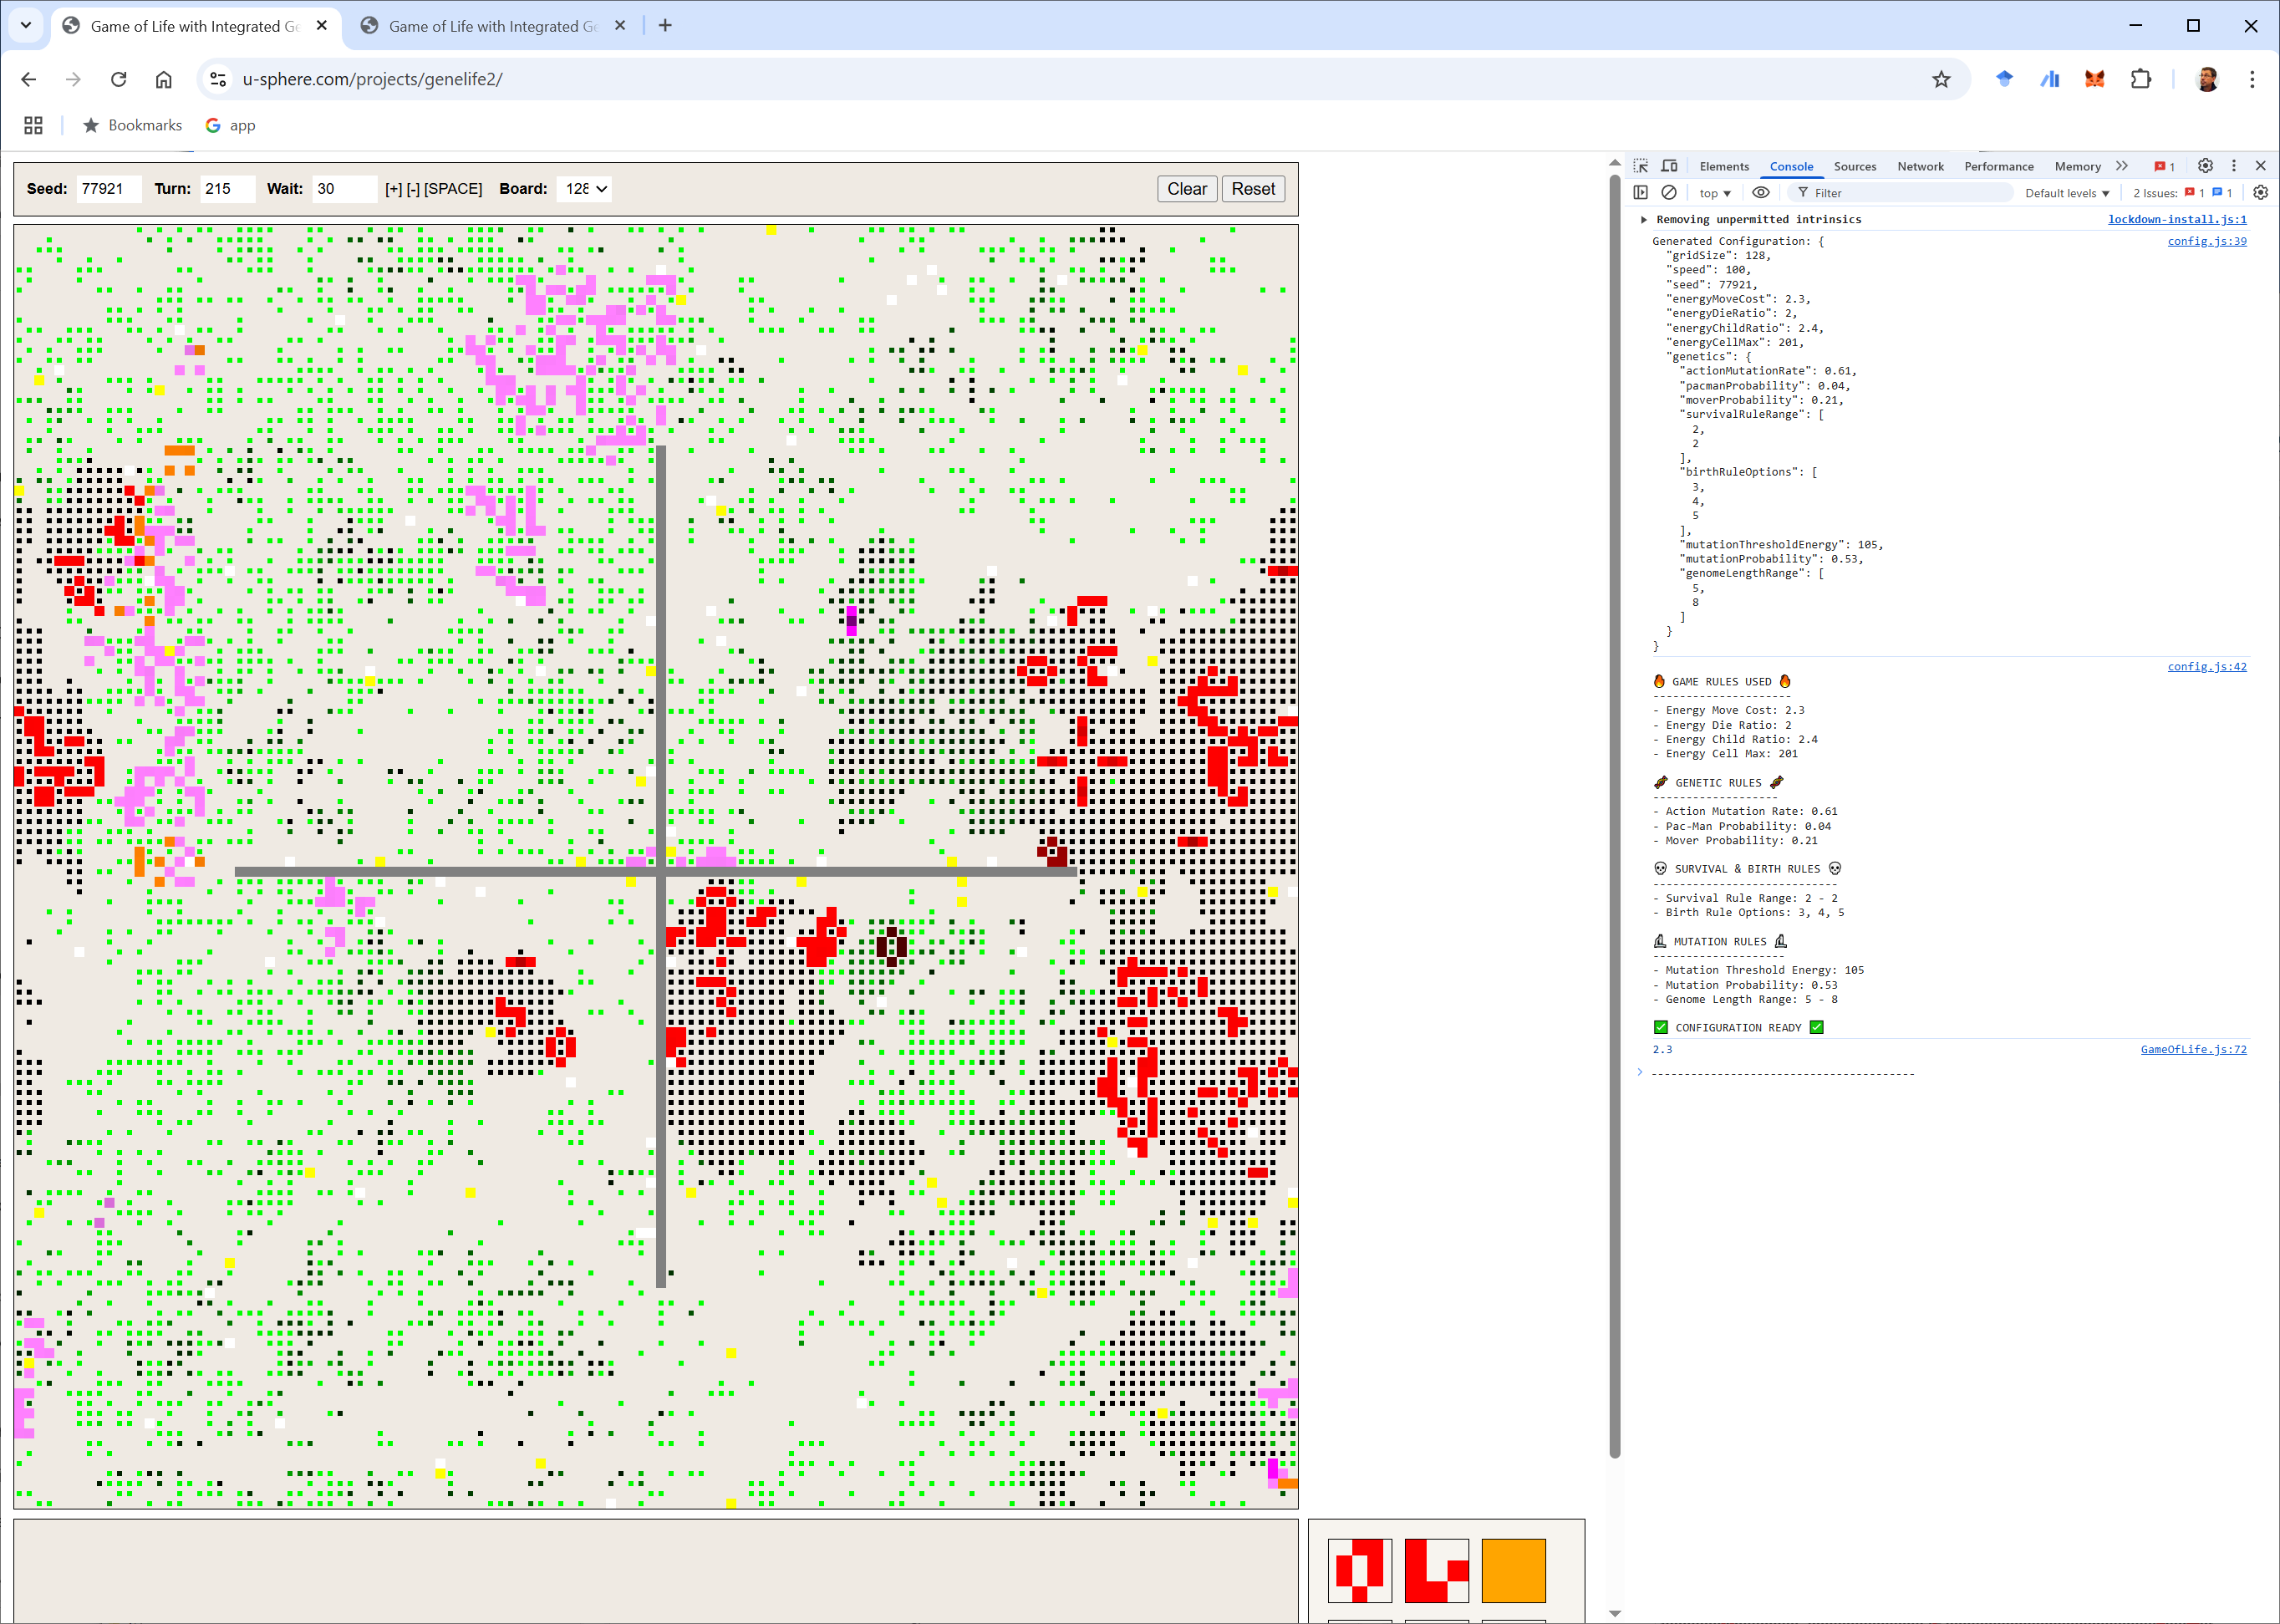 Game of Life with Integrated Ge
Game of Life with Integrated Ge
u-sphere.com/projects/genelife2/
Bookmarks
app
Seed: 77921 Turn: 215 Wait: 30 [+] [-] [SPACE] Board: 128 Clear Reset
Elements Console Sources Network Performance Memory 1
top Filter Default levels 2 Issues: 1 1
Removing unpermitted intrinsics lockdown-install.js:1
Generated Configuration: { config.js:39
"gridSize": 128,
"speed": 100,
"seed": 77921,
"energyMoveCost": 2.3,
"energyDieRatio": 2,
"energyChildRatio": 2.4,
"energyCellMax": 201,
"genetics": {
"actionMutationRate": 0.61,
"pacmanProbability": 0.04,
"moverProbability": 0.21,
"survivalRuleRange": [
2,
2
],
"birthRuleOptions": [
3,
4,
5
],
"mutationThresholdEnergy": 105,
"mutationProbability": 0.53,
"genomeLengthRange": [
5,
8
]
}
}
config.js:42
🔥 GAME RULES USED 🔥
---------------------
- Energy Move Cost: 2.3
- Energy Die Ratio: 2
- Energy Child Ratio: 2.4
- Energy Cell Max: 201
GENETIC RULES
-------------------
- Action Mutation Rate: 0.61
- Pac-Man Probability: 0.04
- Mover Probability: 0.21
SURVIVAL & BIRTH RULES
----------------------------
- Survival Rule Range: 2 - 2
- Birth Rule Options: 3, 4, 5
MUTATION RULES
--------------------
- Mutation Threshold Energy: 105
- Mutation Probability: 0.53
- Genome Length Range: 5 - 8
✅ CONFIGURATION READY ✅
2.3 GameOfLife.js:72
> ----------------------------------------